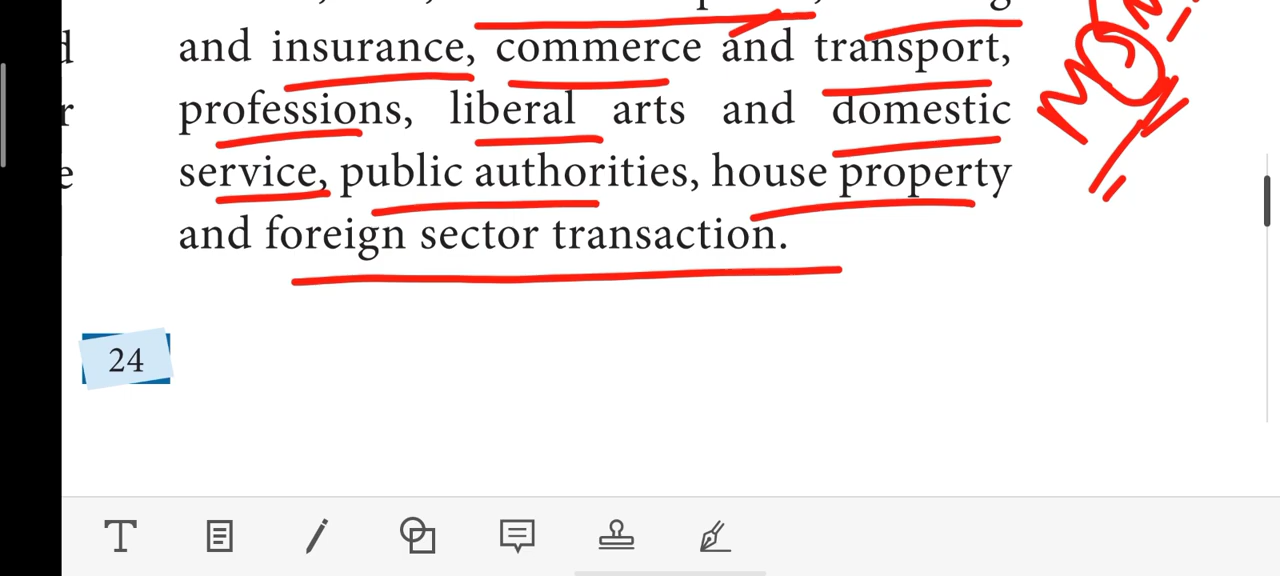 and insurance, commerce and transport,
professions, liberal arts and domestic
service, public authorities, house property
and foreign sector transaction.
d
r
e
24
T